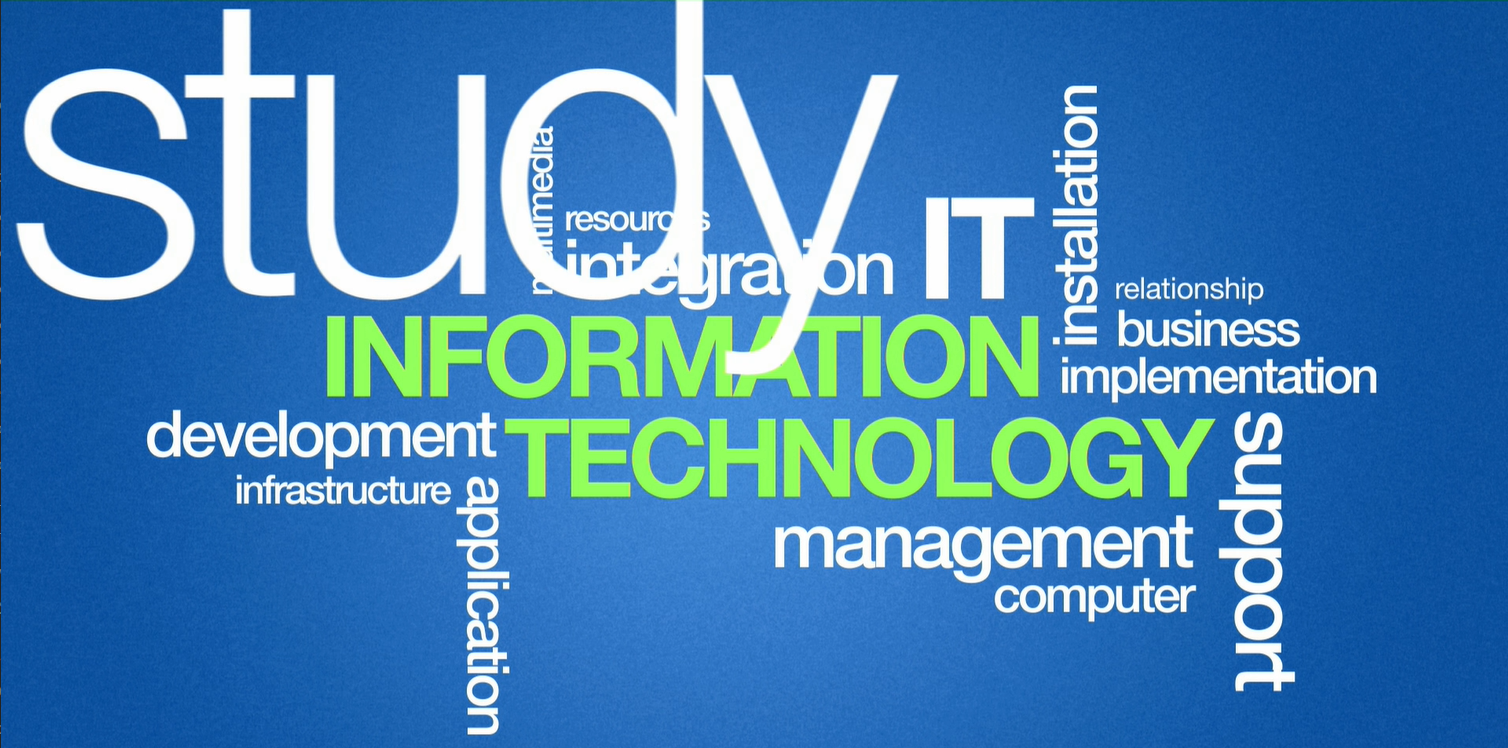 study
multimedia
resources
integration
IT
installation
relationship
business
implementation
INFORMATION
TECHNOLOGY
development
infrastructure
application
management
computer
support